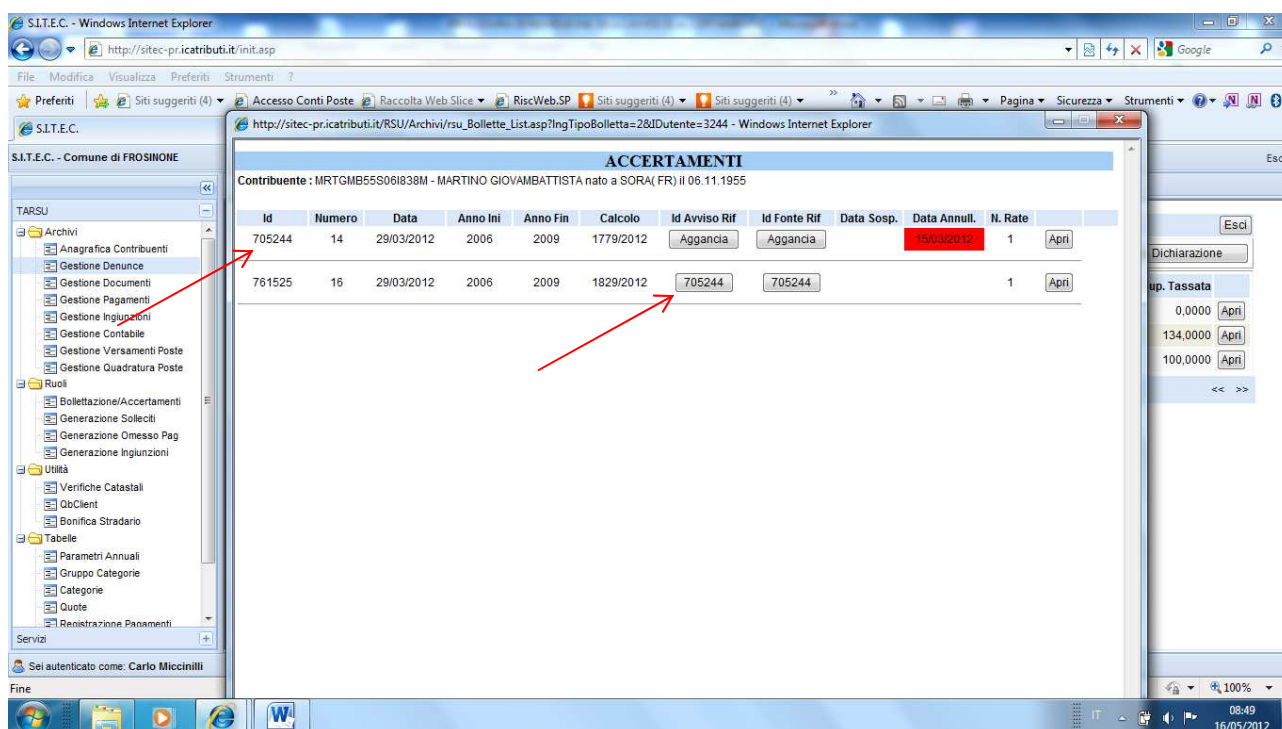 S.I.T.E.C. - Windows Internet Explorer
http://sitec-pr.icatributi.it/init.asp
Google
File Modifica Visualizza Preferiti Strumenti ?
Preferiti Siti suggeriti (4) Accesso Conti Poste Raccolta Web Slice RiscWeb.SP Siti suggeriti (4) Siti suggeriti (4) » Pagina Sicurezza Strumenti
S.I.T.E.C.
http://sitec-pr.icatributi.it/RSU/Archivi/rsu_Bollette_List.asp?lngTipoBolletta=2&IDutente=3244 - Windows Internet Explorer
S.I.T.E.C. - Comune di FROSINONE
Esc
TARSU
Archivi
Anagrafica Contribuenti
Gestione Denunce
Gestione Documenti
Gestione Pagamenti
Gestione Ingiunzioni
Gestione Contabile
Gestione Versamenti Poste
Gestione Quadratura Poste
Ruoli
Bollettazione/Accertamenti
Generazione Solleciti
Generazione Omesso Pag
Generazione Ingiunzioni
Utilità
Verifiche Catastali
QbClient
Bonifica Stradario
Tabelle
Parametri Annuali
Gruppo Categorie
Categorie
Quote
Registrazione Pagamenti
Servizi
Sei autenticato come: Carlo Miccinilli
Fine
ACCERTAMENTI
Contribuente : MRTGMB55S06I838M - MARTINO GIOVAMBATTISTA nato a SORA( FR) il 06.11.1955
Id Numero Data Anno Ini Anno Fin Calcolo Id Avviso Rif Id Fonte Rif Data Sosp. Data Annull. N. Rate
705244 14 29/03/2012 2006 2009 1779/2012 Aggancia Aggancia 15/03/2012 1 Apri
761525 16 29/03/2012 2006 2009 1829/2012 705244 705244 1 Apri
Esci
Dichiarazione
up. Tassata
0,0000 Apri
134,0000 Apri
100,0000 Apri
<< >>
100%
IT
08:49
16/05/2012